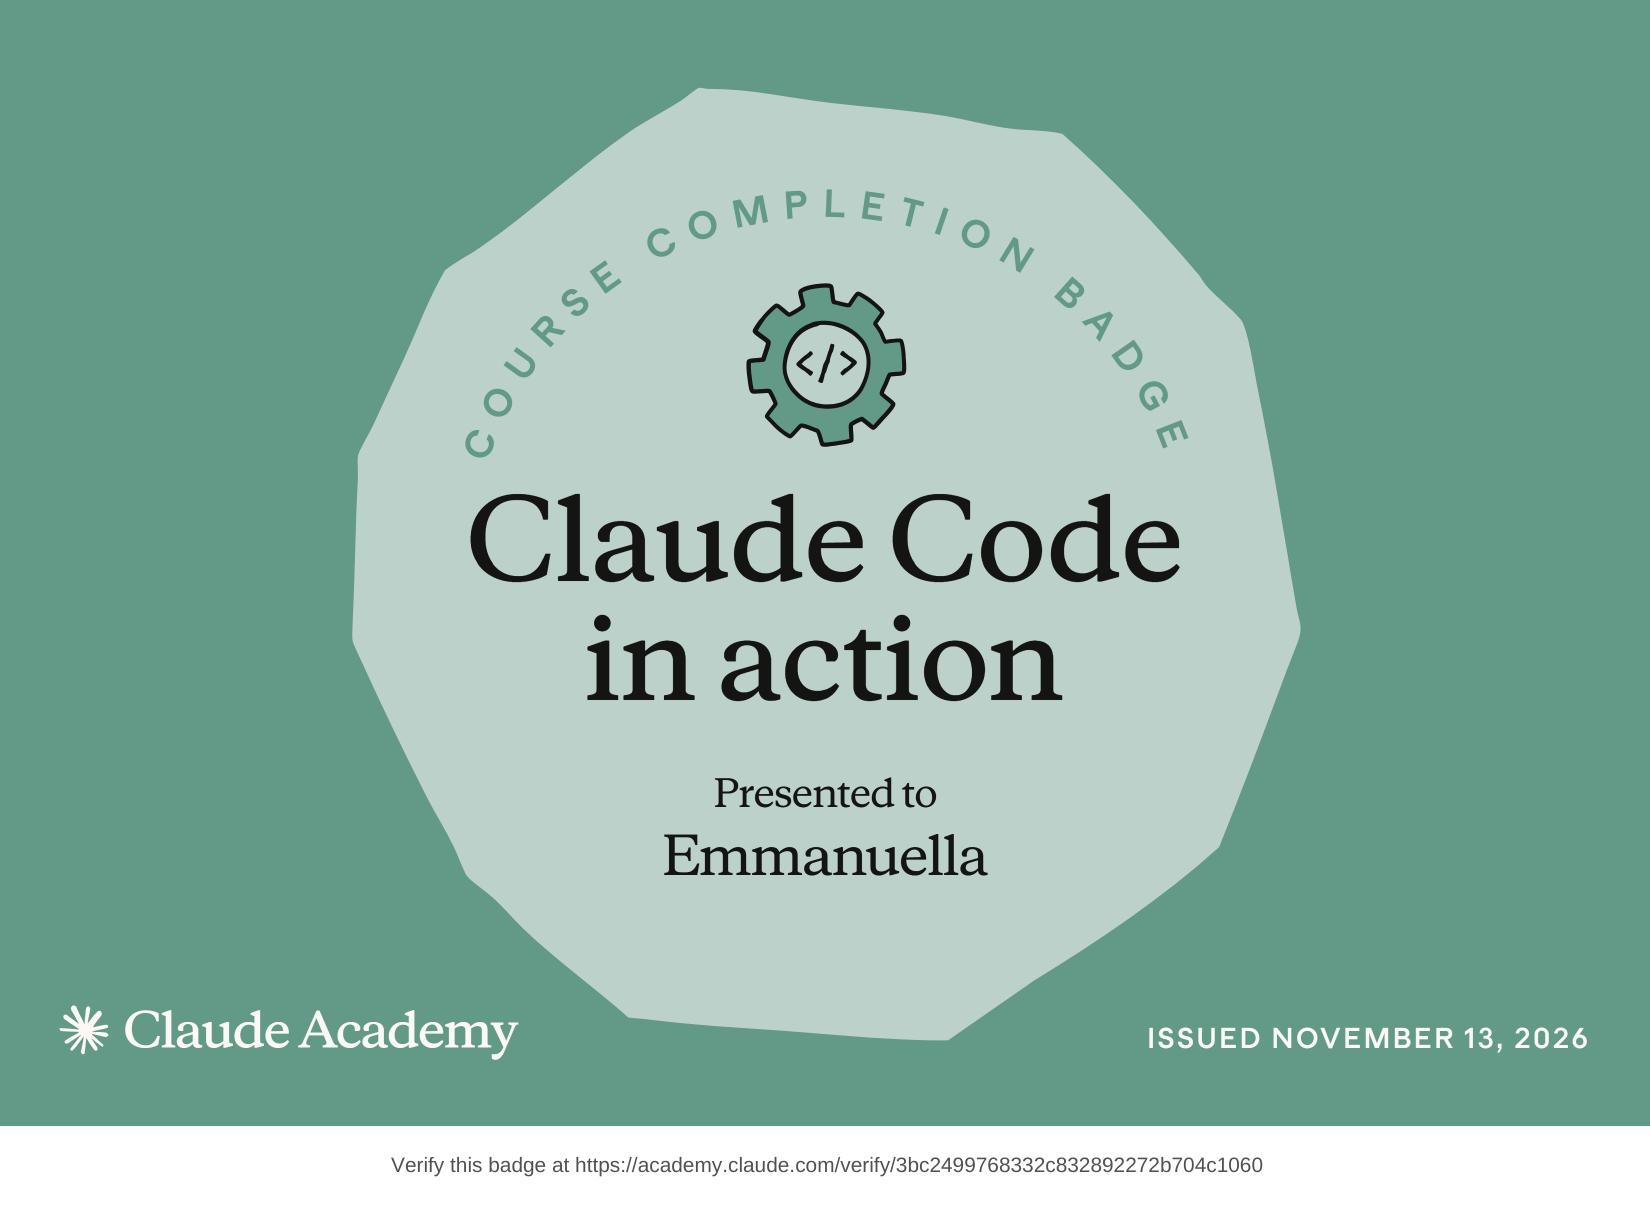 COURSE COMPLETION BADGE
</>
Claude Code
in action
Presented to
Emmanuella
Claude Academy
ISSUED NOVEMBER 13, 2026
Verify this badge at https://academy.claude.com/verify/3bc2499768332c832892272b704c1060